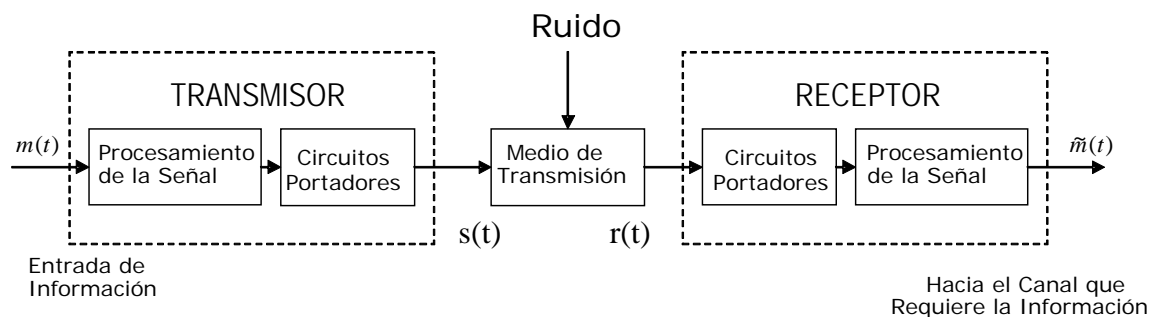 Ruido
TRANSMISOR
RECEPTOR
m(t)
Procesamiento
de la Señal
Circuitos
Portadores
Medio de
Transmisión
Circuitos
Portadores
Procesamiento
de la Señal
m̃(t)
s(t)
r(t)
Entrada de
Información
Hacia el Canal que
Requiere la Información